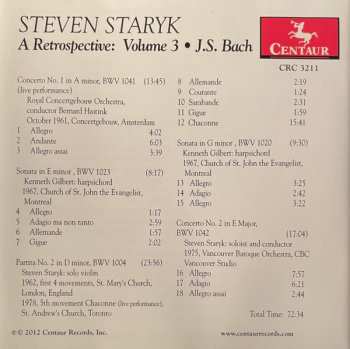 STEVEN STARYK
A Retrospective: Volume 3 • J.S. Bach
CENTAUR
CRC 3211
Concerto No. 1 in A minor, BWV 1041 (13:45)
(live performance)
Royal Concertgebouw Orchestra,
conductor Bernard Haitink
October 1961, Concertgebouw, Amsterdam
1 Allegro 4:02
2 Andante 6:03
3 Allegro assai 3:39
Sonata in E minor, BWV 1023 (8:17)
Kenneth Gilbert: harpsichord
1967, Church of St. John the Evangelist,
Montreal
4 Allegro 1:17
5 Adagio ma non tanto 2:59
6 Allemande 1:57
7 Gigue 2:02
Partita No. 2 in D minor, BWV 1004 (23:56)
Steven Staryk: solo violin
1962, first 4 movements, St. Mary's Church,
London, England
1978, 5th movement Chaconne (live performance),
St. Andrew's Church, Toronto
8 Allemande 2:19
9 Courante 1:24
10 Sarabande 2:31
11 Gigue 1:59
12 Chaconne 15:41
Sonata in G minor, BWV 1020 (9:30)
Kenneth Gilbert: harpsichord
1967, Church of St. John the Evangelist,
Montreal
13 Allegro 3:25
14 Adagio 2:42
15 Allegro 3:22
Concerto No. 2 in E Major,
BWV 1042 (17:04)
Steven Staryk: soloist and conductor
1975, Vancouver Baroque Orchestra, CBC
Vancouver Studio
16 Allegro 7:57
17 Adagio 6:21
18 Allegro assai 2:44
Total Time: 72:34
℗© 2012 Centaur Records, Inc.
www.centaurrecords.com